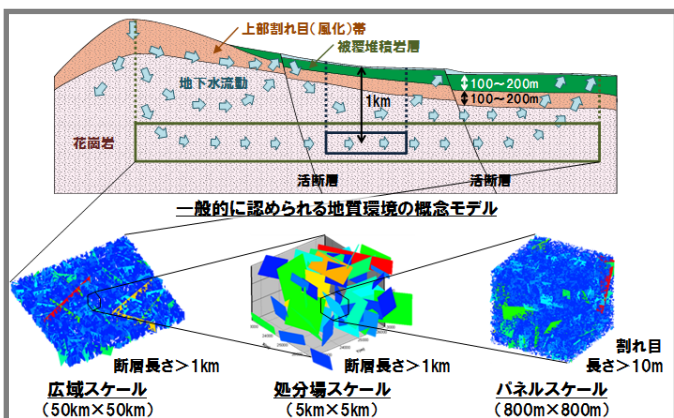 上部割れ目(風化)帯
被覆堆積岩層
地下水流動
1km
100～200m
100～200m
花崗岩
活断層
活断層
一般的に認められる地質環境の概念モデル
断層長さ>1km
断層長さ>1km
割れ目
長さ>10m
広域スケール
処分場スケール
パネルスケール
(50km×50km)
(5km×5km)
(800m×800m)